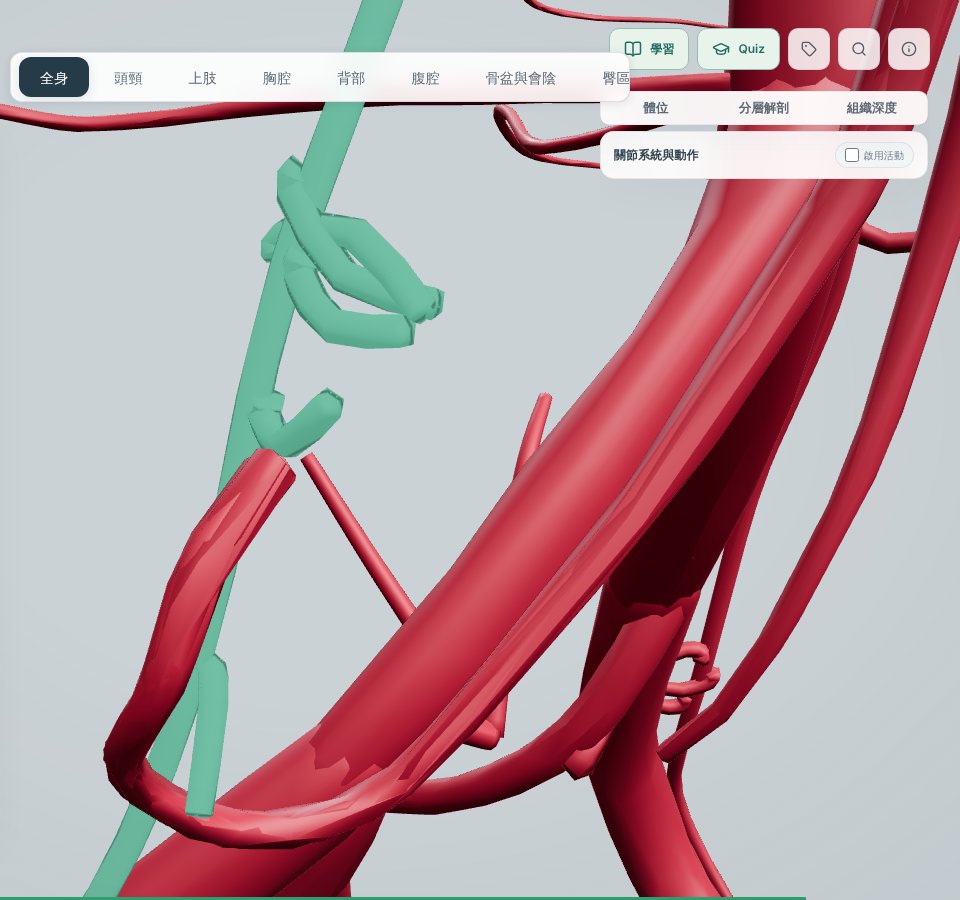 學習 Quiz
全身 頭頸 上肢 胸腔 背部 腹腔 骨盆與會陰 臀區
體位 分層解剖 組織深度
關節系統與動作 啟用活動